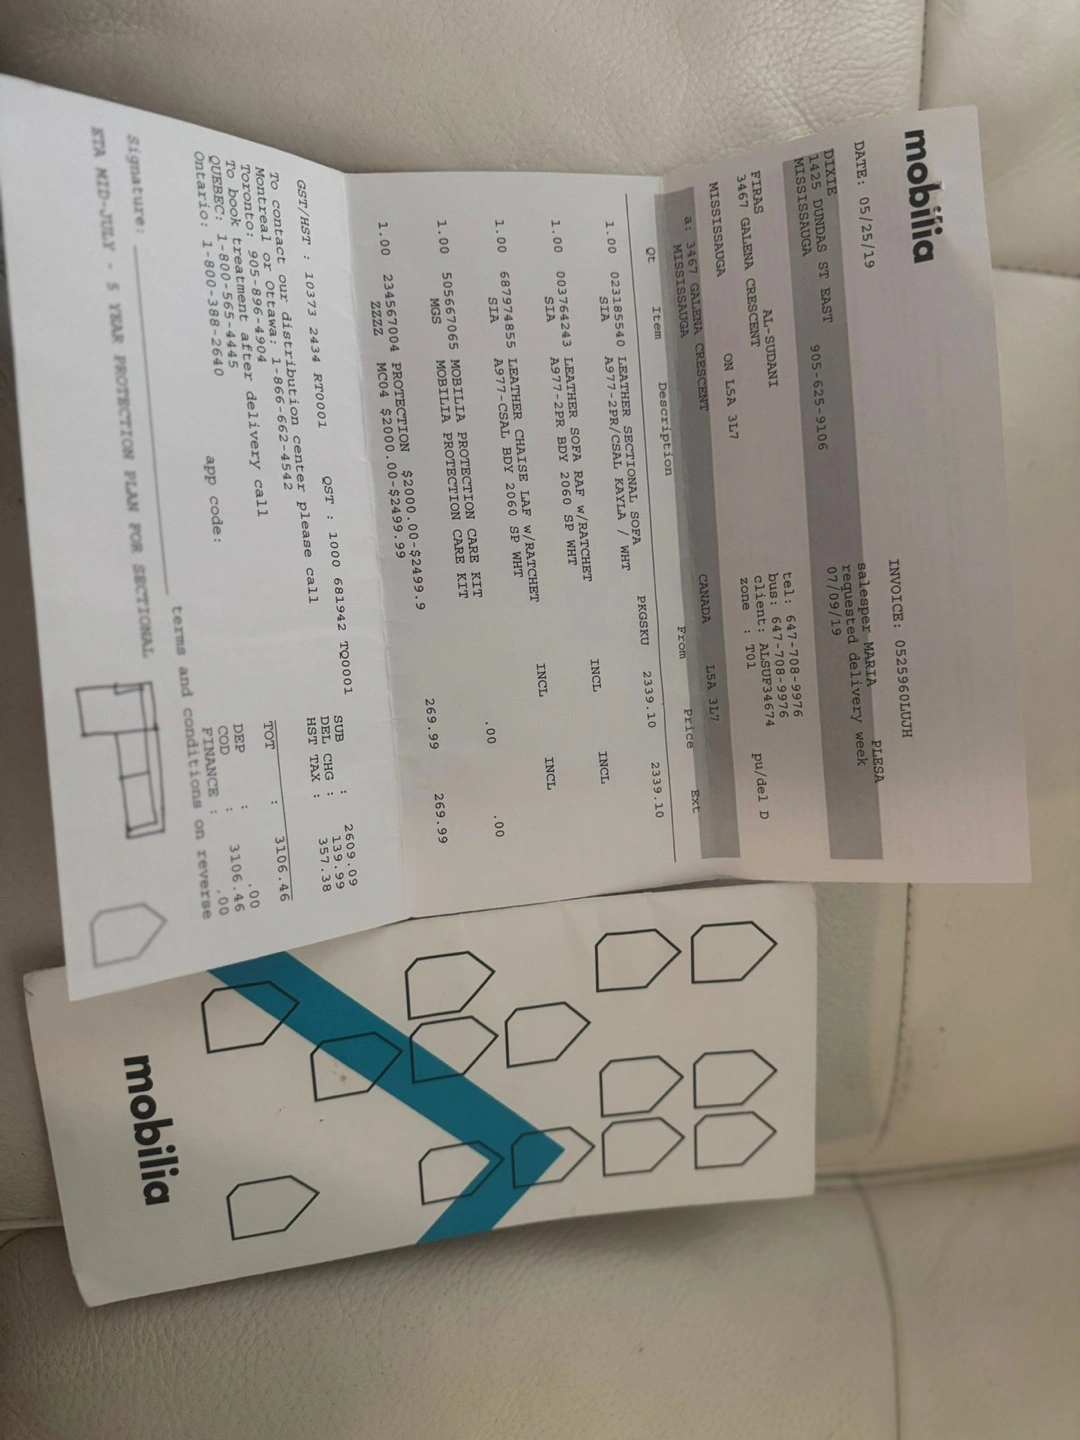 mobilia
INVOICE: 0525960LUJH
DATE: 05/25/19
salesper MARIA PLESA
requested delivery week
07/09/19
DIXIE
1425 DUNDAS ST EAST 905-625-9106
MISSISSAUGA
tel: 647-708-9976
bus: 647-708-9976
client: ALSUF34674
zone : T01 pu/del D
FIRAS AL-SUDANI
3467 GALENA CRESCENT
MISSISSAUGA ON L5A 3L7
a: 3467 GALENA CRESCENT CANADA L5A 3L7
MISSISSAUGA
Qt Item Description From Price Ext
1.00 023185540 LEATHER SECTIONAL SOFA PKGSKU 2339.10 2339.10
SIA A977-2PR/CSAL KAYLA / WHT
1.00 003764243 LEATHER SOFA RAF w/RATCHET INCL INCL
SIA A977-2PR BDY 2060 SP WHT
1.00 687974855 LEATHER CHAISE LAF w/RATCHET INCL INCL
SIA A977-CSAL BDY 2060 SP WHT
1.00 505667065 MOBILIA PROTECTION CARE KIT .00 .00
MGS MOBILIA PROTECTION CARE KIT
1.00 234567004 PROTECTION $2000.00-$2499.9 269.99 269.99
ZZZZ MC04 $2000.00-$2499.99
GST/HST : 10373 2434 RT0001 QST : 1000 681942 TQ0001
SUB : 2609.09
DEL CHG : 139.99
HST TAX : 357.38
TOT : 3106.46
DEP : .00
COD : 3106.46
FINANCE : .00
To contact our distribution center please call
Montreal or Ottawa: 1-866-662-4542
Toronto: 905-896-4904
To book treatment after delivery call
QUEBEC: 1-800-565-4445
Ontario: 1-800-388-2640 app code:
terms and conditions on reverse
Signature:
ETA MID-JULY - 5 YEAR PROTECTION PLAN FOR SECTIONAL
mobilia